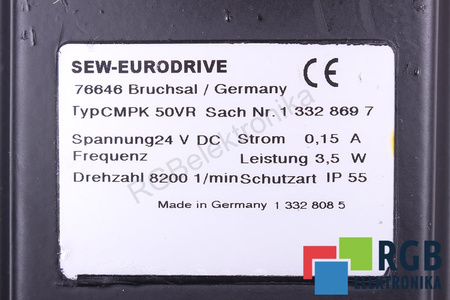 SEW-EURODRIVE CE
76646 Bruchsal / Germany
TypCMPK 50VR Sach Nr. 1 332 869 7
Spannung24 V DC Strom 0,15 A
Frequenz Leistung 3,5 W
Drehzahl 8200 1/min Schutzart IP 55
Made in Germany 1 332 808 5
RGBelektronika
RGB
ELEKTRONIKA